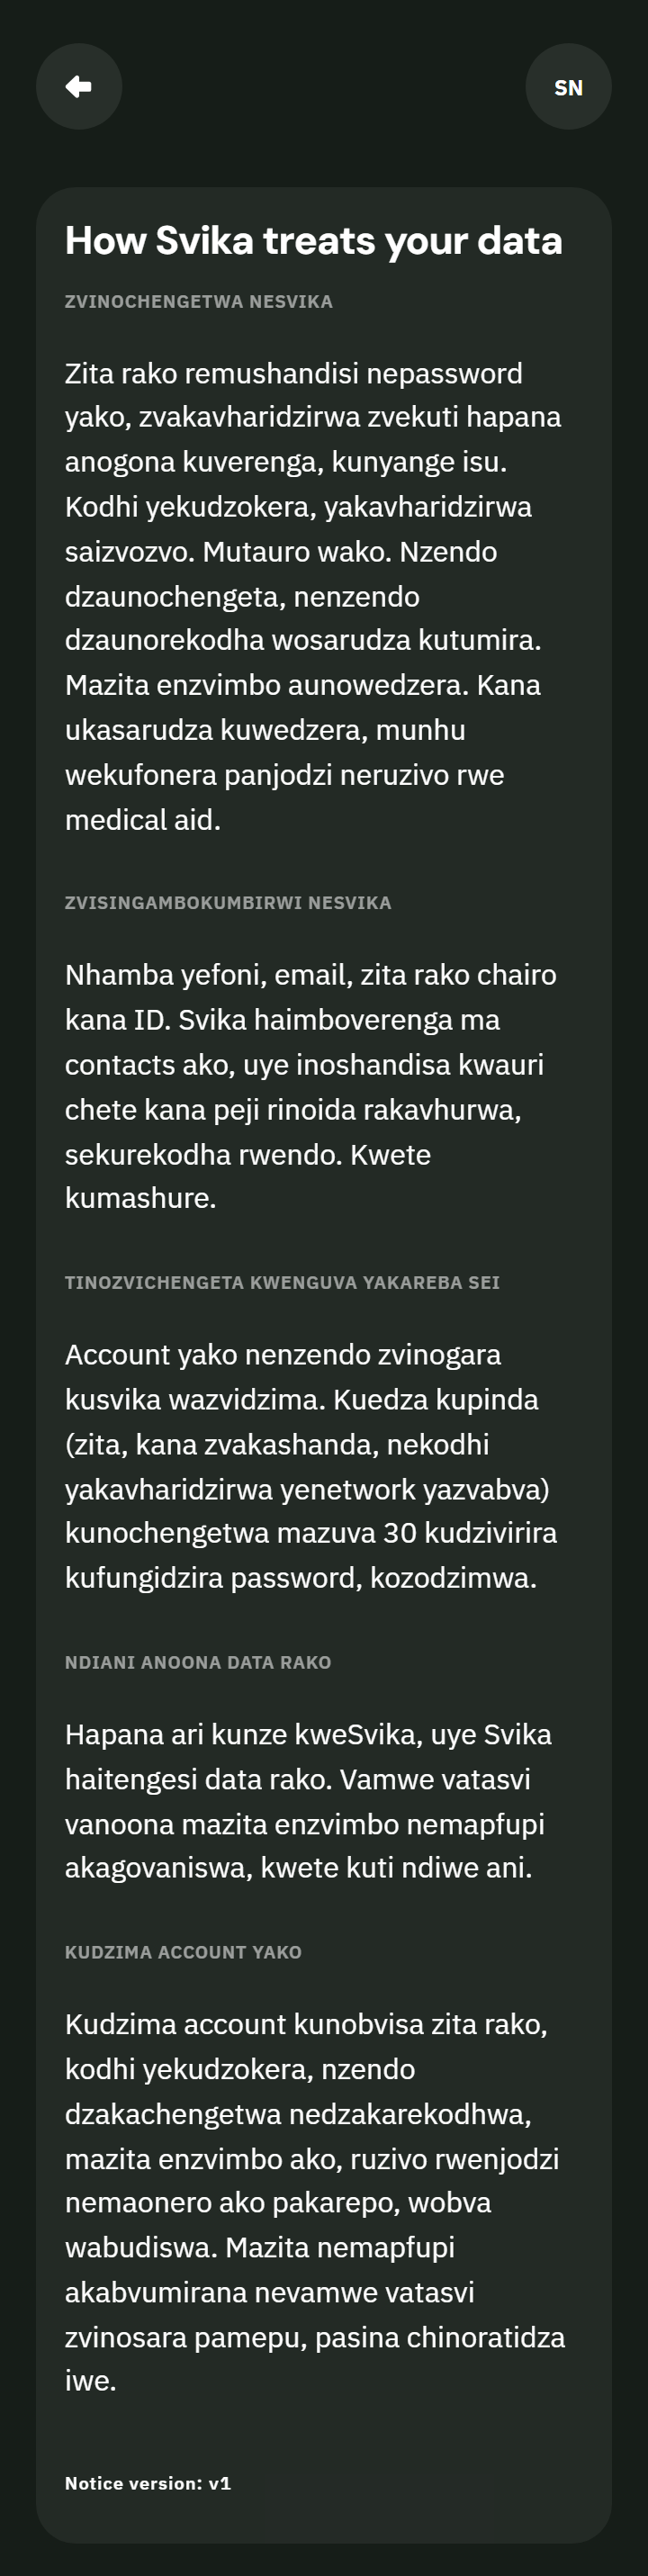 SN
How Svika treats your data
ZVINOCHENGETWA NESVIKA
Zita rako remushandisi nepassword
yako, zvakavharidzirwa zvekuti hapana
anogona kuverenga, kunyange isu.
Kodhi yekudzokera, yakavharidzirwa
saizvozvo. Mutauro wako. Nzendo
dzaunochengeta, nenzendo
dzaunorekodha wosarudza kutumira.
Mazita enzvimbo aunowedzera. Kana
ukasarudza kuwedzera, munhu
wekufonera panjodzi neruzivo rwe
medical aid.
ZVISINGAMBOKUMBIRWI NESVIKA
Nhamba yefoni, email, zita rako chairo
kana ID. Svika haimboverenga ma
contacts ako, uye inoshandisa kwauri
chete kana peji rinoida rakavhurwa,
sekurekodha rwendo. Kwete
kumashure.
TINOZVICHENGETA KWENGUVA YAKAREBA SEI
Account yako nenzendo zvinogara
kusvika wazvidzima. Kuedza kupinda
(zita, kana zvakashanda, nekodhi
yakavharidzirwa yenetwork yazvabva)
kunochengetwa mazuva 30 kudzivirira
kufungidzira password, kozodzimwa.
NDIANI ANOONA DATA RAKO
Hapana ari kunze kweSvika, uye Svika
haitengesi data rako. Vamwe vatasvi
vanoona mazita enzvimbo nemapfupi
akagovaniswa, kwete kuti ndiwe ani.
KUDZIMA ACCOUNT YAKO
Kudzima account kunobvisa zita rako,
kodhi yekudzokera, nzendo
dzakachengetwa nedzakarekodhwa,
mazita enzvimbo ako, ruzivo rwenjodzi
nemaonero ako pakarepo, wobva
wabudiswa. Mazita nemapfupi
akabvumirana nevamwe vatasvi
zvinosara pamepu, pasina chinoratidza
iwe.
Notice version: v1